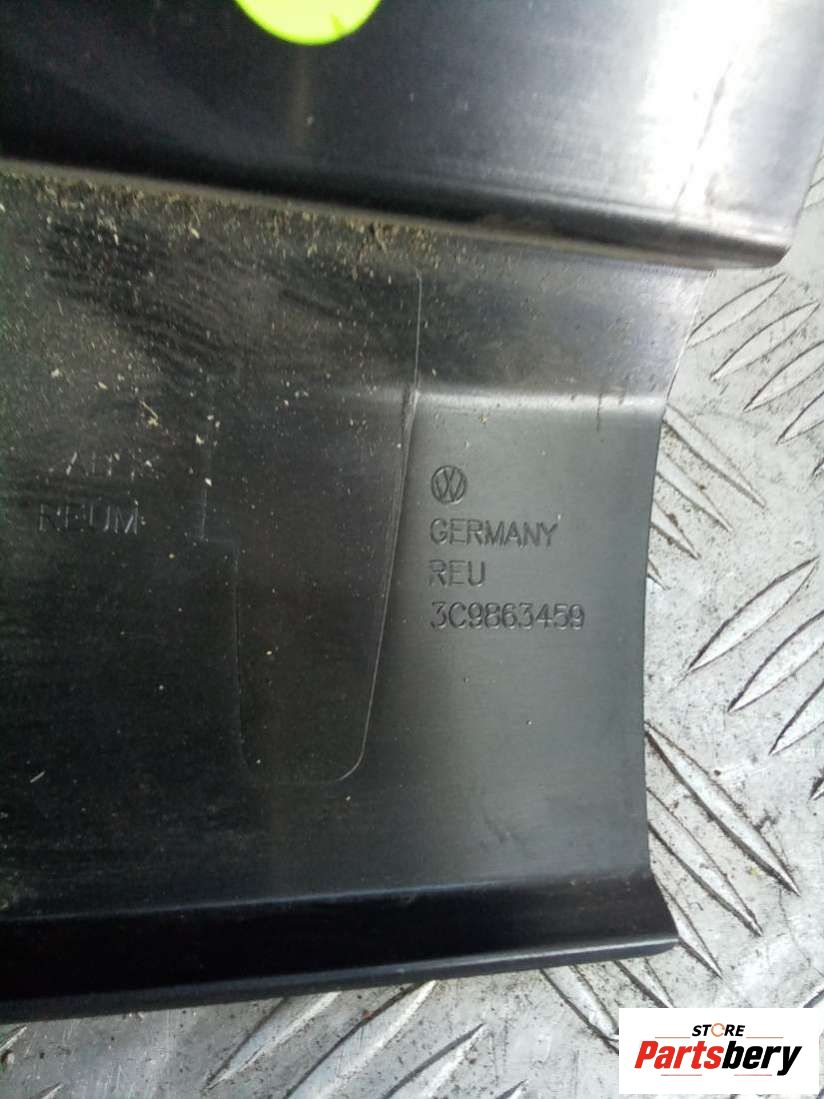 REUM
GERMANY
REU
3C9863459
STORE
Partsbery